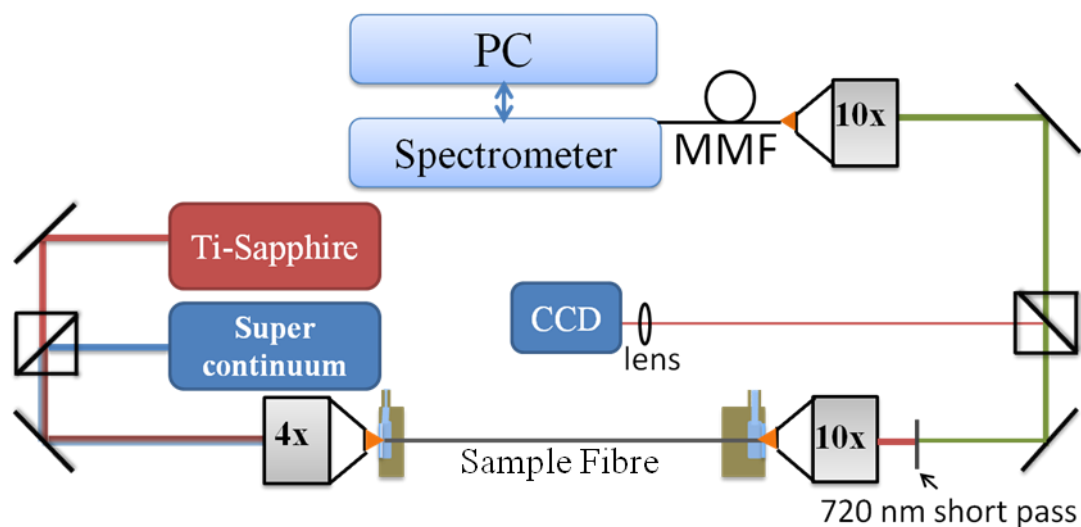 PC
Spectrometer
MMF
10x
Ti-Sapphire
Super
continuum
CCD
lens
4x
Sample Fibre
10x
720 nm short pass